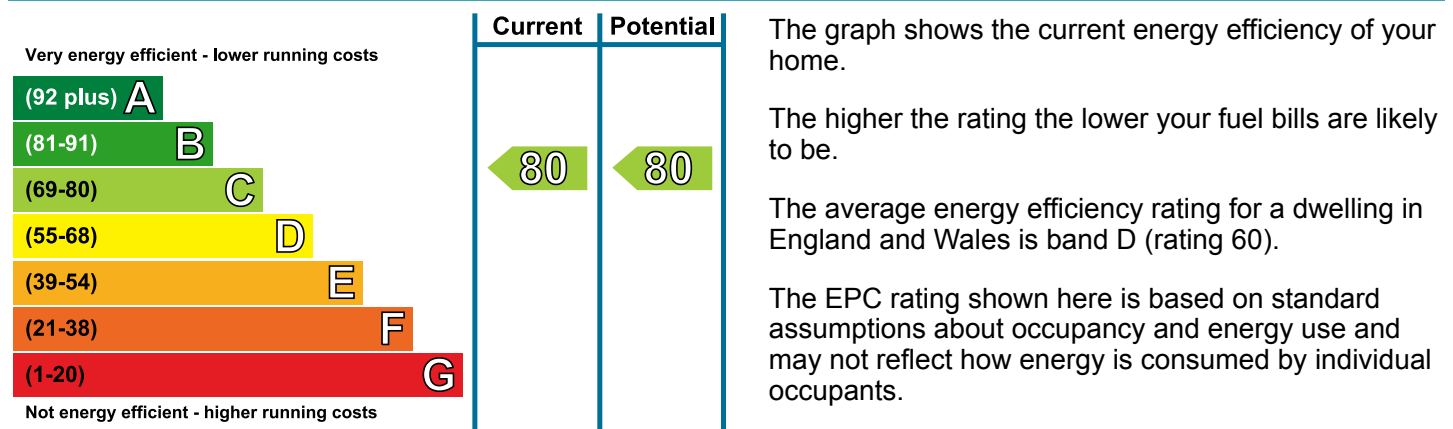 Current Potential
Very energy efficient - lower running costs
(92 plus) A
(81-91) B
(69-80) C
(55-68) D
(39-54) E
(21-38) F
(1-20) G
Not energy efficient - higher running costs
80 80
The graph shows the current energy efficiency of your
home.
The higher the rating the lower your fuel bills are likely
to be.
The average energy efficiency rating for a dwelling in
England and Wales is band D (rating 60).
The EPC rating shown here is based on standard
assumptions about occupancy and energy use and
may not reflect how energy is consumed by individual
occupants.